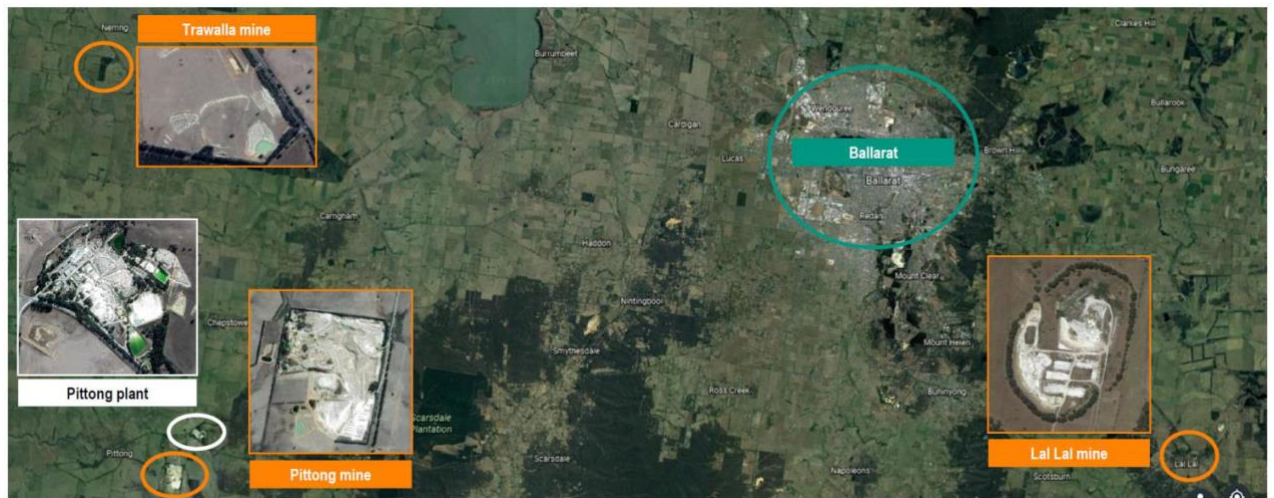 Nerring
Trawalla mine
Burrumbeet
Clarkes Hill
Wendouree
Bullarook
Cardigan
Lucas
Ballarat
Brown Hill
Bungaree
Ballarat
Redan
Carngham
Haddon
Mount Clear
Nintingbool
Chepstowe
Smythesdale
Mount Helen
Ross Creek
Buninyong
Pittong plant
Scarsdale
Plantation
Pittong
Scarsdale
Pittong mine
Napoleons
Lal Lal mine
Lal Lal
Scotsburn